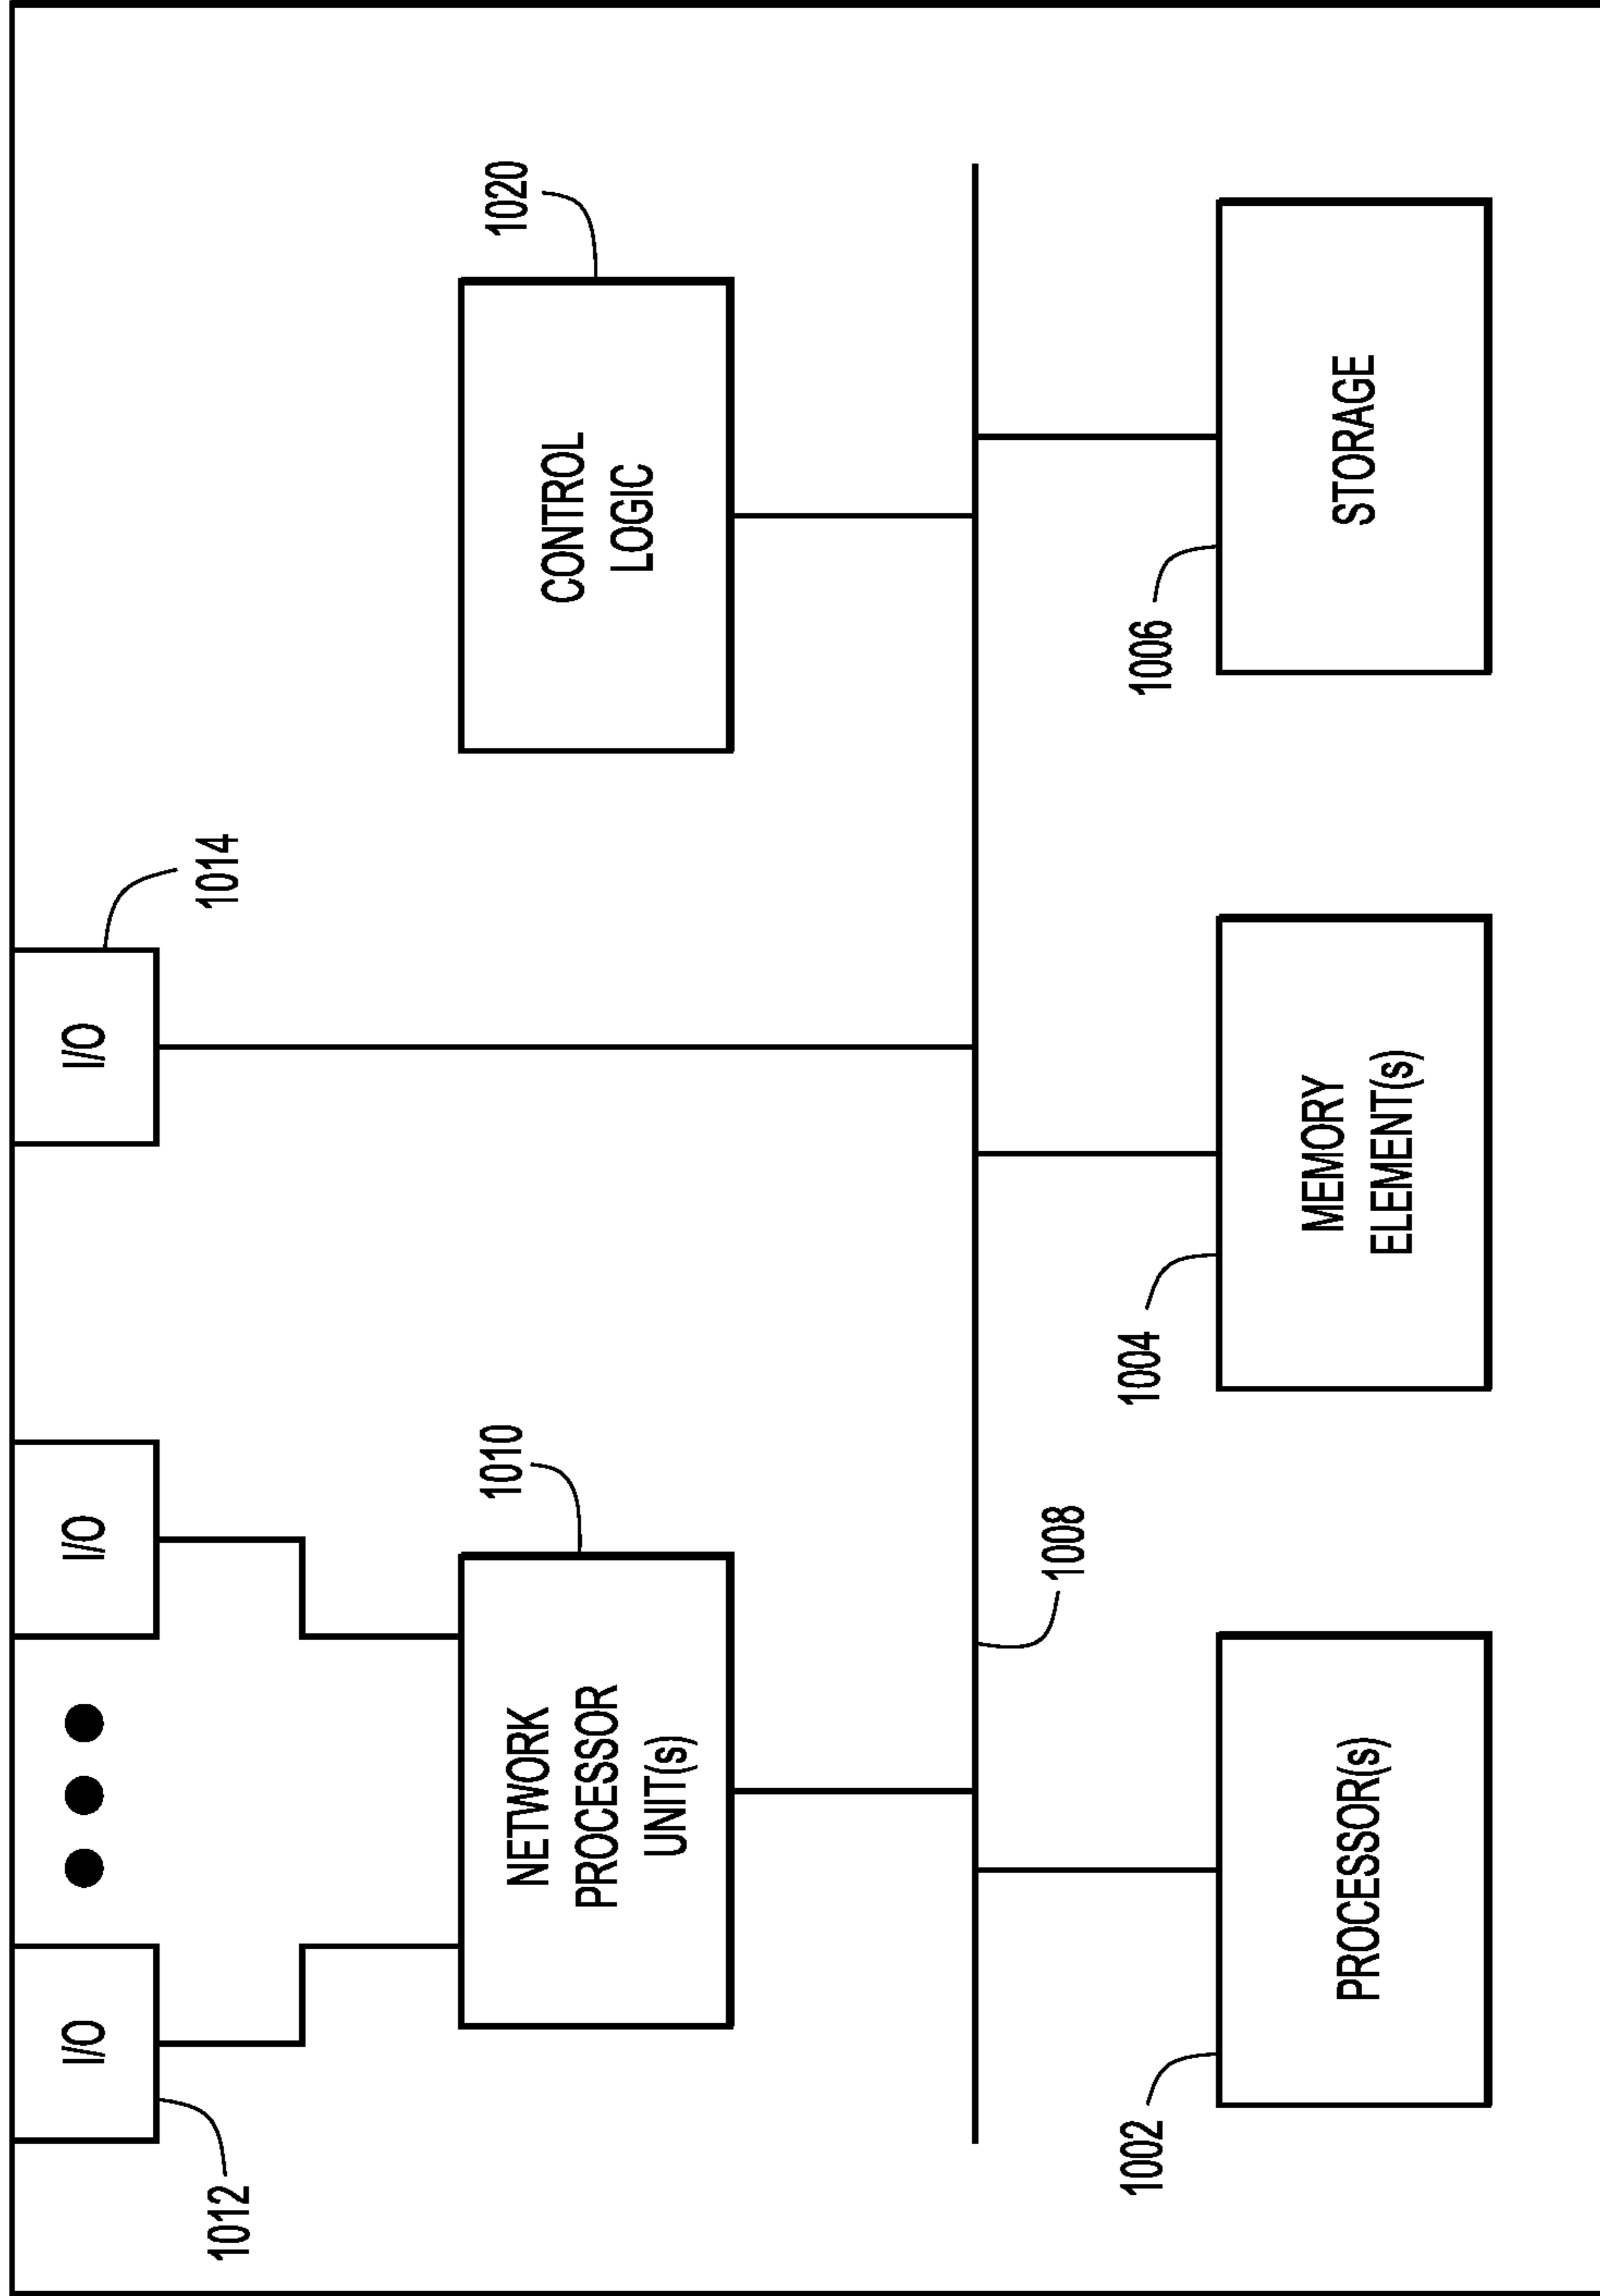 I/O
I/O
I/O
1012
1014
1010
1020
NETWORK
PROCESSOR
UNIT(s)
CONTROL
LOGIC
1008
1002
1004
1006
PROCESSOR(s)
MEMORY
ELEMENT(s)
STORAGE